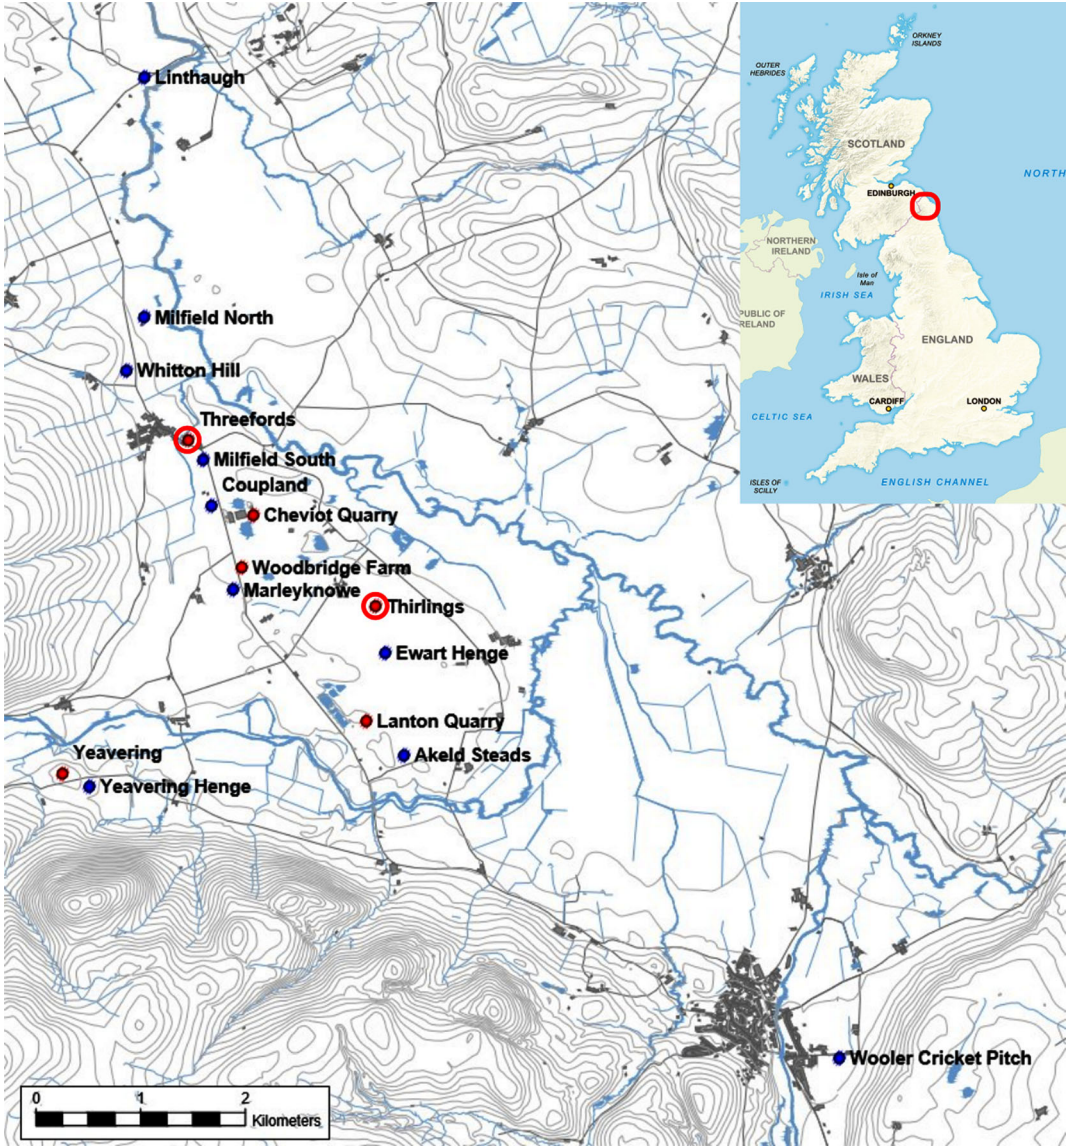 Linthaugh
Milfield North
Whitton Hill
Threefords
Milfield South
Coupland
Cheviot Quarry
Woodbridge Farm
Marleyknowe
Thirlings
Ewart Henge
Lanton Quarry
Akeld Steads
Yeavering
Yeavering Henge
Wooler Cricket Pitch
0 1 2
Kilometers
ORKNEY
ISLANDS
OUTER
HEBRIDES
SCOTLAND
EDINBURGH
NORTH
NORTHERN
IRELAND
Isle of
Man
IRISH SEA
PUBLIC OF
RELAND
ENGLAND
WALES
CARDIFF
LONDON
CELTIC SEA
ISLES OF
SCILLY
ENGLISH CHANNEL